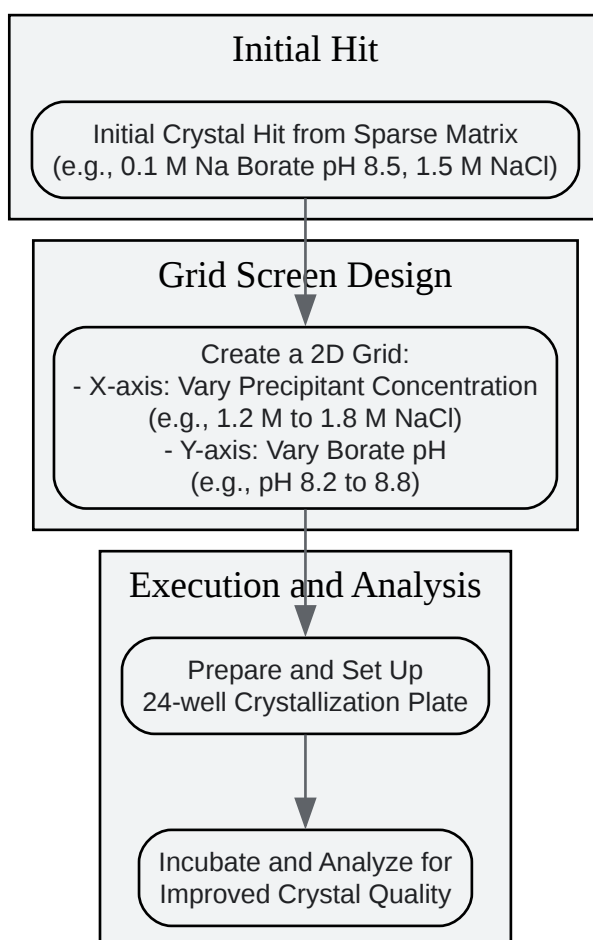 Initial Hit
Initial Crystal Hit from Sparse Matrix
(e.g., 0.1 M Na Borate pH 8.5, 1.5 M NaCl)
Grid Screen Design
Create a 2D Grid:
- X-axis: Vary Precipitant Concentration
(e.g., 1.2 M to 1.8 M NaCl)
- Y-axis: Vary Borate pH
(e.g., pH 8.2 to 8.8)
Execution and Analysis
Prepare and Set Up
24-well Crystallization Plate
Incubate and Analyze for
Improved Crystal Quality